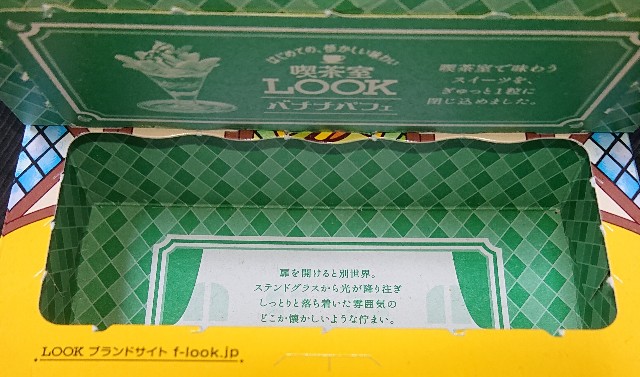 はじめての、懐かしい味わい
喫茶室
LOOK
バナナパフェ
喫茶室で味わう
スイーツを、
ぎゅっと1粒に
閉じ込めました。
扉を開けると別世界。
ステンドグラスから光が降り注ぎ
しっとりと落ち着いた雰囲気の
どこか懐かしいような佇まい。
LOOK ブランドサイト f-look.jp